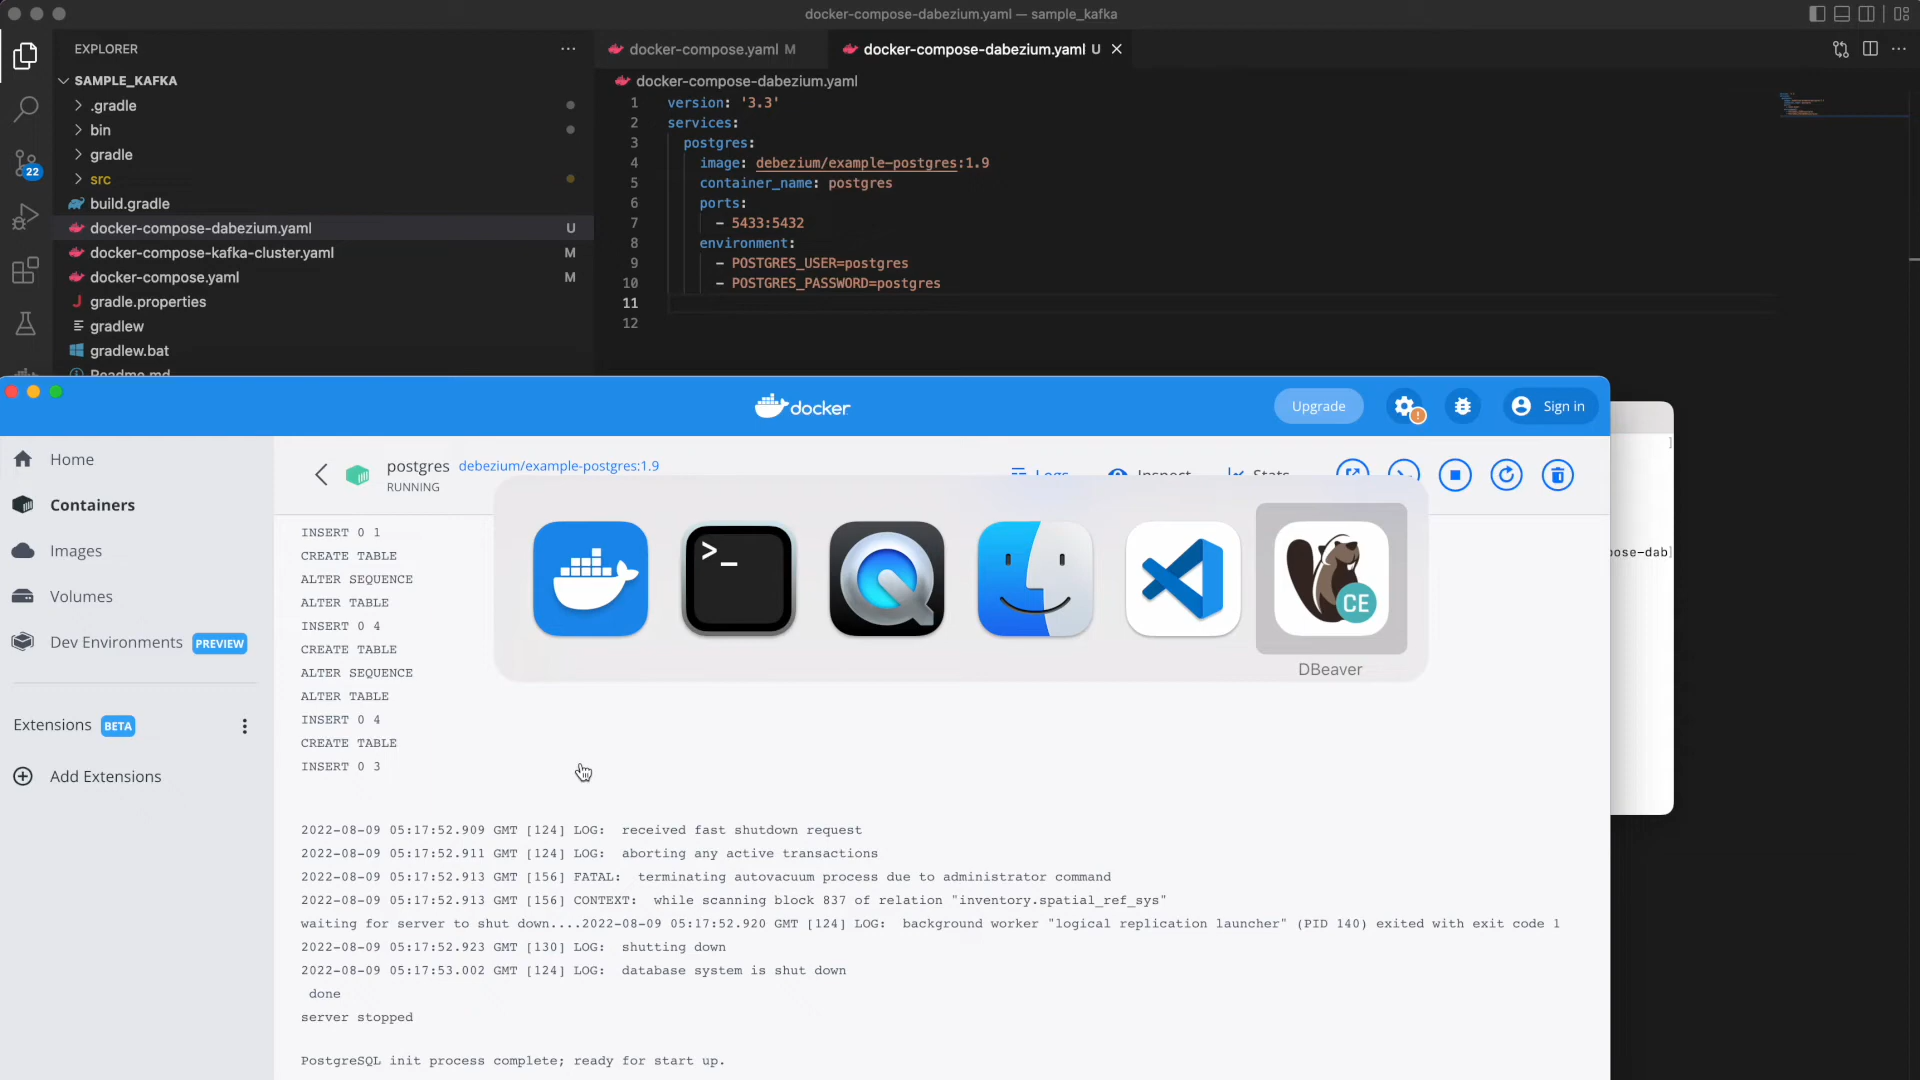 docker-compose-dabezium.yaml — sample_kafka
EXPLORER
docker-compose.yaml M
docker-compose-dabezium.yaml U
SAMPLE_KAFKA
docker-compose-dabezium.yaml
.gradle
bin
gradle
src
build.gradle
docker-compose-dabezium.yaml U
docker-compose-kafka-cluster.yaml M
docker-compose.yaml M
gradle.properties
gradlew
gradlew.bat
Readme.md
22
1 version: '3.3'
2 services:
3 postgres:
4 image: debezium/example-postgres:1.9
5 container_name: postgres
6 ports:
7 - 5433:5432
8 environment:
9 - POSTGRES_USER=postgres
10 - POSTGRES_PASSWORD=postgres
11
12
docker
Upgrade
Sign in
Home
Containers
Images
Volumes
Dev Environments PREVIEW
Extensions BETA
Add Extensions
postgres debezium/example-postgres:1.9
RUNNING
Logs
Inspect
Stats
INSERT 0 1
CREATE TABLE
ALTER SEQUENCE
ALTER TABLE
INSERT 0 4
CREATE TABLE
ALTER SEQUENCE
ALTER TABLE
INSERT 0 4
CREATE TABLE
INSERT 0 3
CE
DBeaver
ose-dab]
2022-08-09 05:17:52.909 GMT [124] LOG: received fast shutdown request
2022-08-09 05:17:52.911 GMT [124] LOG: aborting any active transactions
2022-08-09 05:17:52.913 GMT [156] FATAL: terminating autovacuum process due to administrator command
2022-08-09 05:17:52.913 GMT [156] CONTEXT: while scanning block 837 of relation "inventory.spatial_ref_sys"
waiting for server to shut down....2022-08-09 05:17:52.920 GMT [124] LOG: background worker "logical replication launcher" (PID 140) exited with exit code 1
2022-08-09 05:17:52.923 GMT [130] LOG: shutting down
2022-08-09 05:17:53.002 GMT [124] LOG: database system is shut down
done
server stopped
PostgreSQL init process complete; ready for start up.